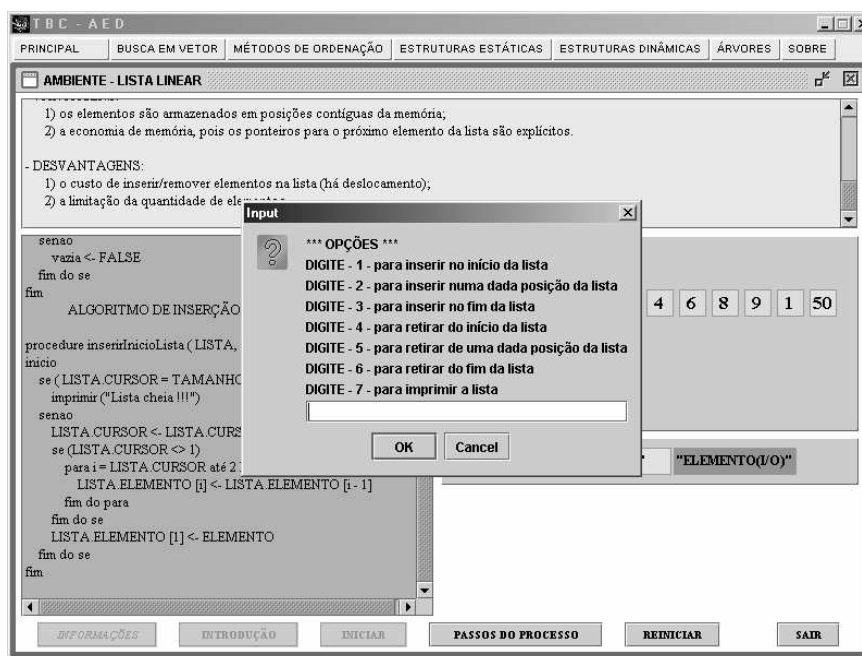 TBC - AED
PRINCIPAL BUSCA EM VETOR MÉTODOS DE ORDENAÇÃO ESTRUTURAS ESTÁTICAS ESTRUTURAS DINÂMICAS ÁRVORES SOBRE
AMBIENTE - LISTA LINEAR
1) os elementos são armazenados em posições contíguas da memória;
2) a economia de memória, pois os ponteiros para o próximo elemento da lista são explícitos.
- DESVANTAGENS:
1) o custo de inserir/remover elementos na lista (há deslocamento);
2) a limitação da quantidade de
Input
*** OPÇÕES ***
DIGITE - 1 - para inserir no início da lista
DIGITE - 2 - para inserir numa dada posição da lista
DIGITE - 3 - para inserir no fim da lista
DIGITE - 4 - para retirar do início da lista
DIGITE - 5 - para retirar de uma dada posição da lista
DIGITE - 6 - para retirar do fim da lista
DIGITE - 7 - para imprimir a lista
OK Cancel
senao
vazia <- FALSE
fim do se
fim
ALGORITMO DE INSERÇÃO
procedure inserirInicioLista ( LISTA,
inicio
se ( LISTA.CURSOR = TAMANHO
imprimir ("Lista cheia !!!")
senao
LISTA.CURSOR <- LISTA.CURS
se (LISTA.CURSOR <> 1)
para i = LISTA.CURSOR até 2
LISTA.ELEMENTO [i] <- LISTA.ELEMENTO [i - 1]
fim do para
fim do se
LISTA.ELEMENTO [1] <- ELEMENTO
fim do se
fim
4 6 8 9 1 50
"ELEMENTO(I/O)"
INFORMAÇÕES INTRODUÇÃO INICIAR PASSOS DO PROCESSO REINICIAR SAIR